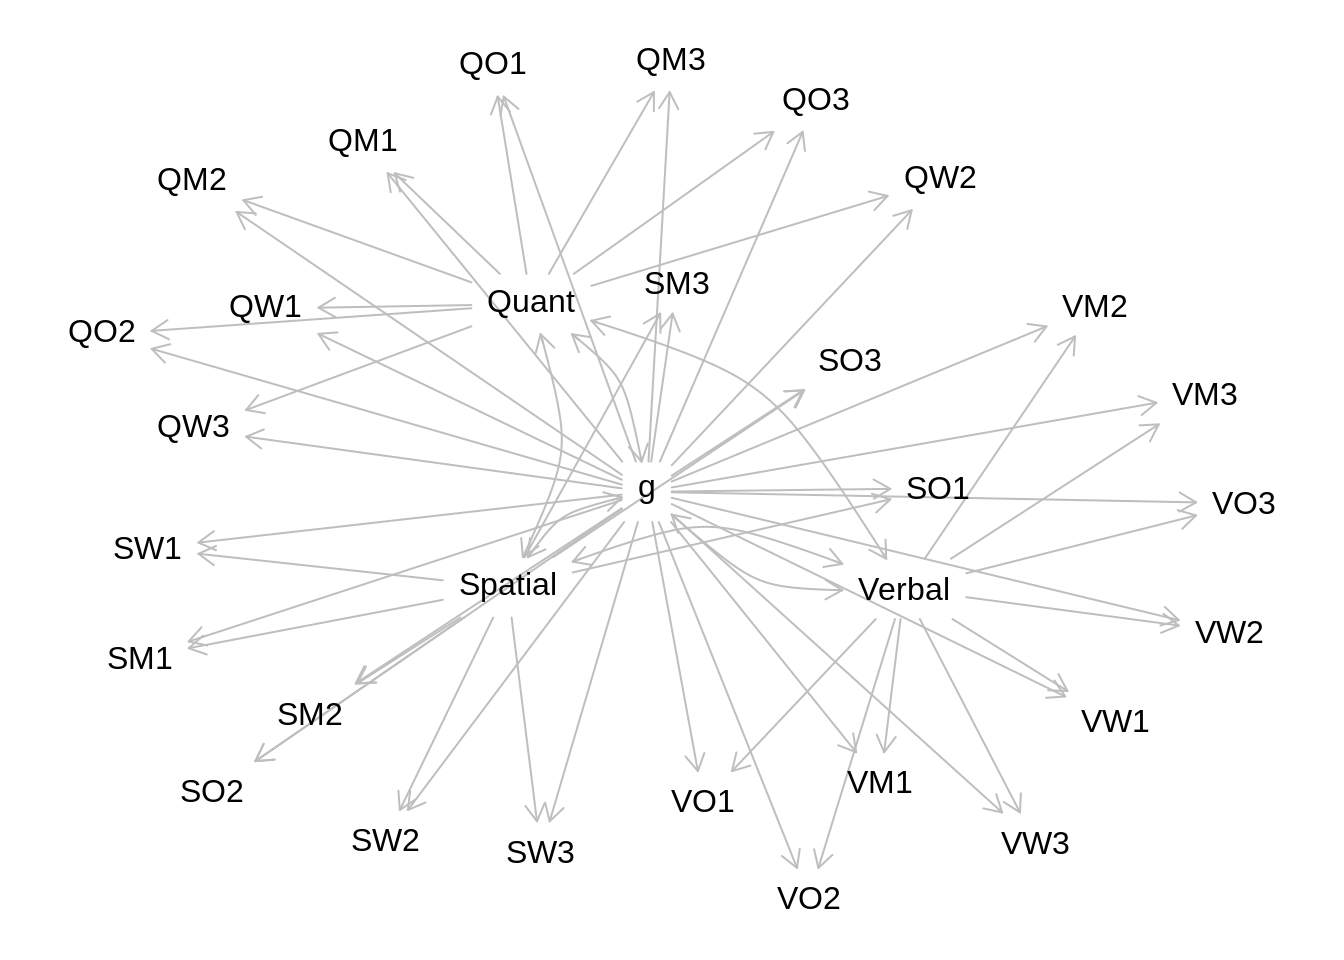 QM3
QO1
QO3
QM1
QW2
QM2
SM3
Quant
QW1
VM2
QO2
SO3
VM3
QW3
g
SO1
VO3
SW1
Spatial
Verbal
VW2
SM1
SM2
VW1
VM1
SO2
VO1
SW2
VW3
SW3
VO2